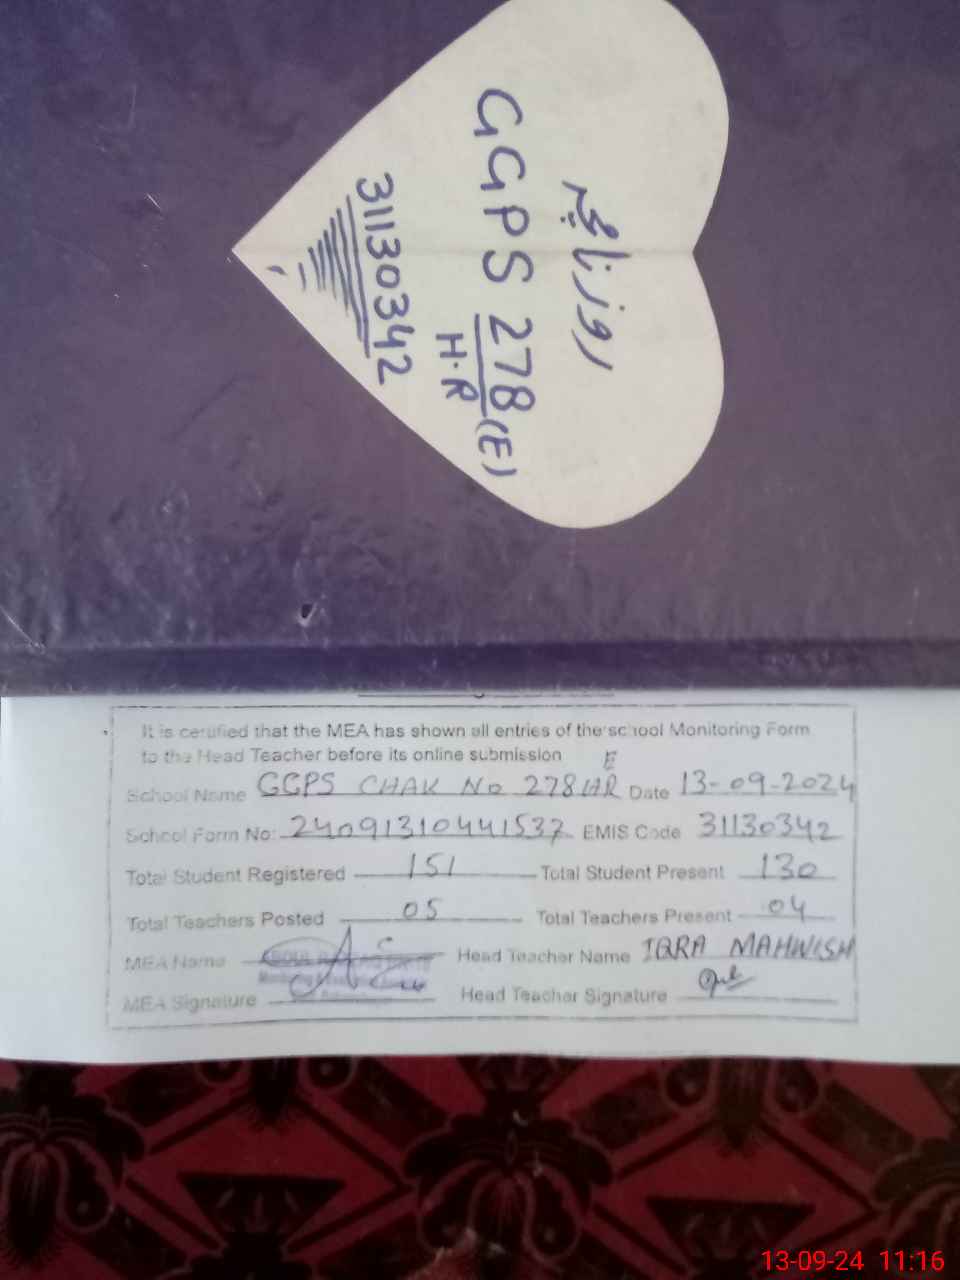 روزنامچہ
GGPS 278(E)
H.R
31130342
It is certified that the MEA has shown all entries of the school Monitoring Form
to the Head Teacher before its online submission
E
School Name GGPS CHAK No 278 HR Date 13-09-2024
School Form No: 24091310441537 EMIS Code 31130342
Total Student Registered 151 Total Student Present 130
Total Teachers Posted 05 Total Teachers Present 04
MEA Name Head Teacher Name IQRA MAHWISH
MEA Signature Head Teacher Signature
13-09-24 11:16